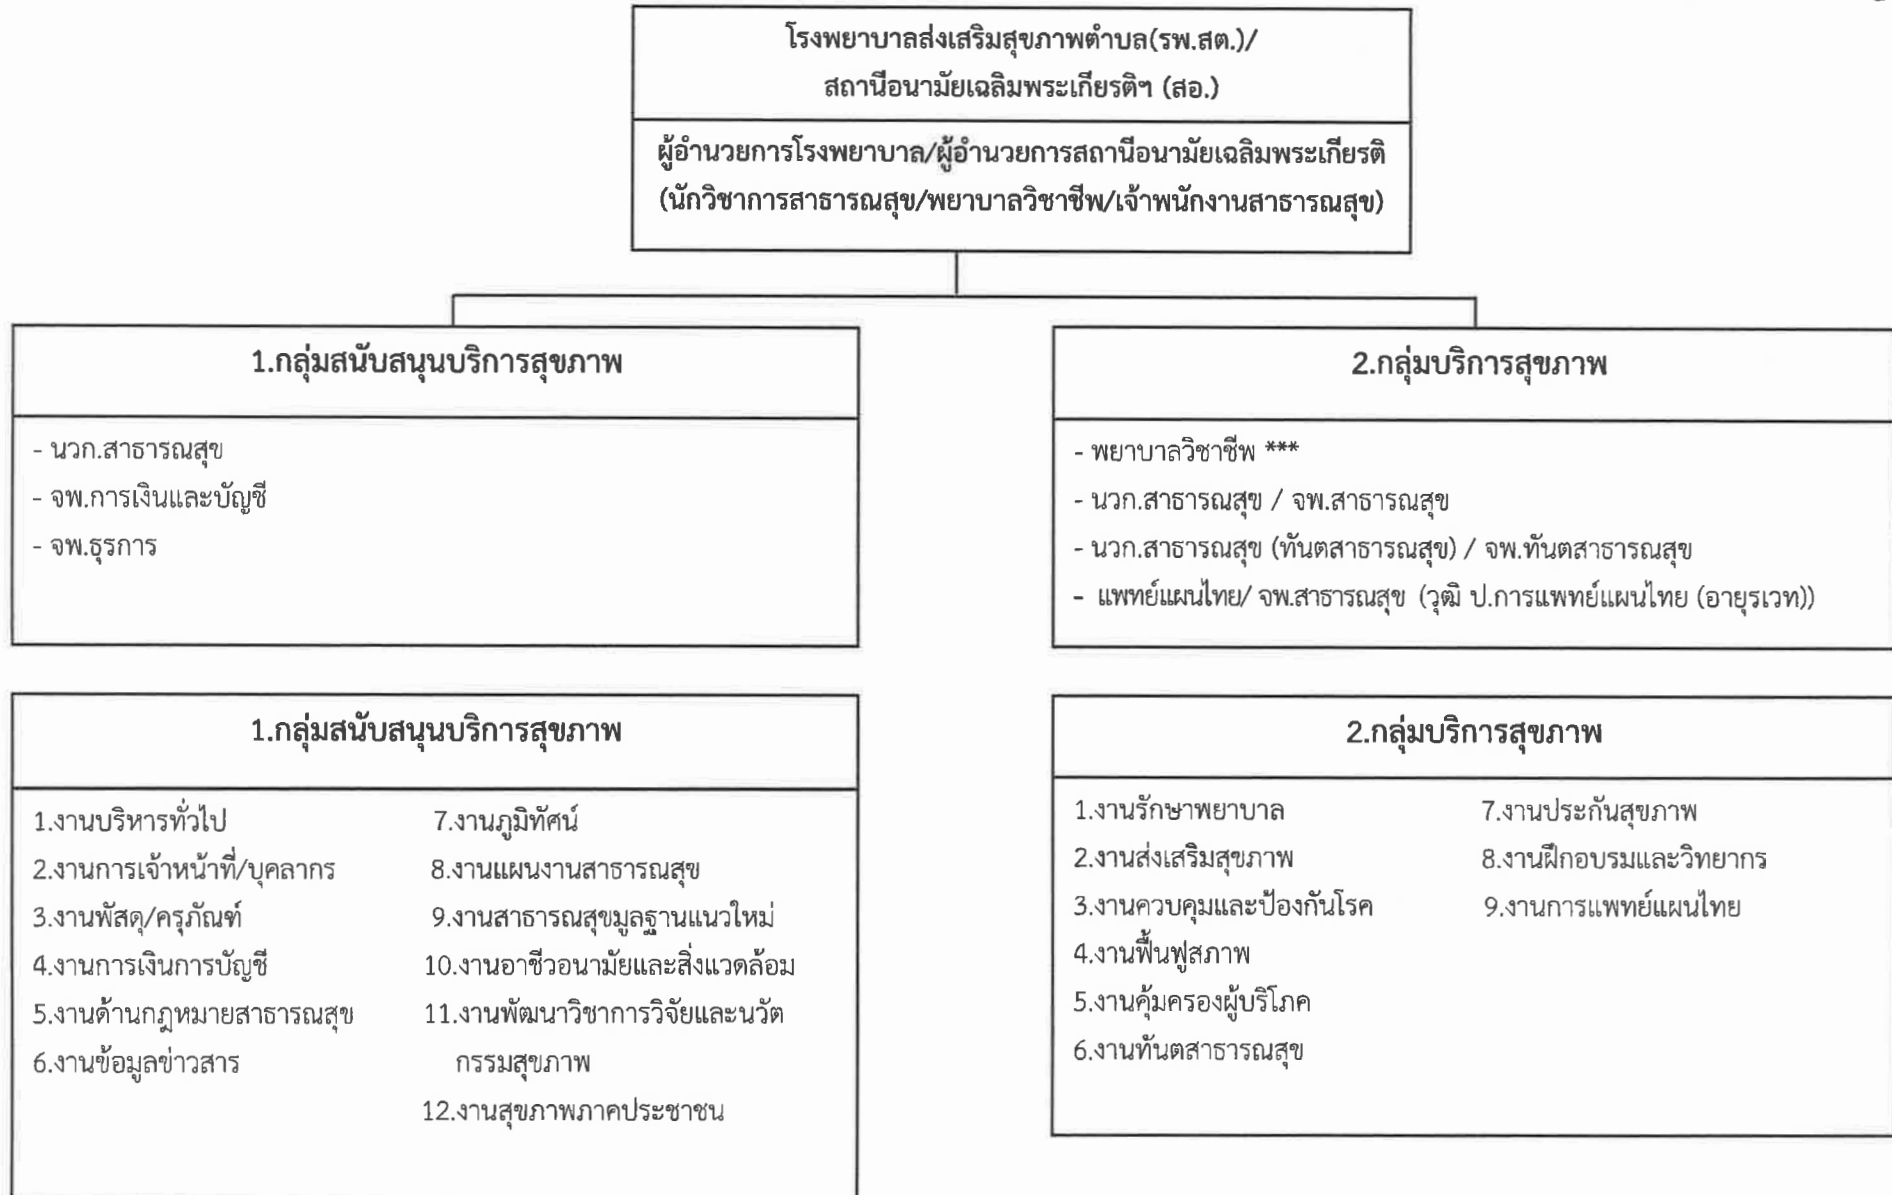 โรงพยาบาลส่งเสริมสุขภาพตำบล(รพ.สต.)/
สถานีอนามัยเฉลิมพระเกียรติฯ (สอ.)
ผู้อำนวยการโรงพยาบาล/ผู้อำนวยการสถานีอนามัยเฉลิมพระเกียรติ
(นักวิชาการสาธารณสุข/พยาบาลวิชาชีพ/เจ้าพนักงานสาธารณสุข)
1.กลุ่มสนับสนุนบริการสุขภาพ
- นวก.สาธารณสุข
- จพ.การเงินและบัญชี
- จพ.ธุรการ
2.กลุ่มบริการสุขภาพ
- พยาบาลวิชาชีพ ***
- นวก.สาธารณสุข / จพ.สาธารณสุข
- นวก.สาธารณสุข (ทันตสาธารณสุข) / จพ.ทันตสาธารณสุข
- แพทย์แผนไทย/ จพ.สาธารณสุข (วุฒิ ป.การแพทย์แผนไทย (อายุรเวท))
1.กลุ่มสนับสนุนบริการสุขภาพ
1.งานบริหารทั่วไป
2.งานการเจ้าหน้าที่/บุคลากร
3.งานพัสดุ/ครุภัณฑ์
4.งานการเงินการบัญชี
5.งานด้านกฎหมายสาธารณสุข
6.งานข้อมูลข่าวสาร
7.งานภูมิทัศน์
8.งานแผนงานสาธารณสุข
9.งานสาธารณสุขมูลฐานแนวใหม่
10.งานอาชีวอนามัยและสิ่งแวดล้อม
11.งานพัฒนาวิชาการวิจัยและนวัต
กรรมสุขภาพ
12.งานสุขภาพภาคประชาชน
2.กลุ่มบริการสุขภาพ
1.งานรักษาพยาบาล
2.งานส่งเสริมสุขภาพ
3.งานควบคุมและป้องกันโรค
4.งานฟื้นฟูสภาพ
5.งานคุ้มครองผู้บริโภค
6.งานทันตสาธารณสุข
7.งานประกันสุขภาพ
8.งานฝึกอบรมและวิทยากร
9.งานการแพทย์แผนไทย